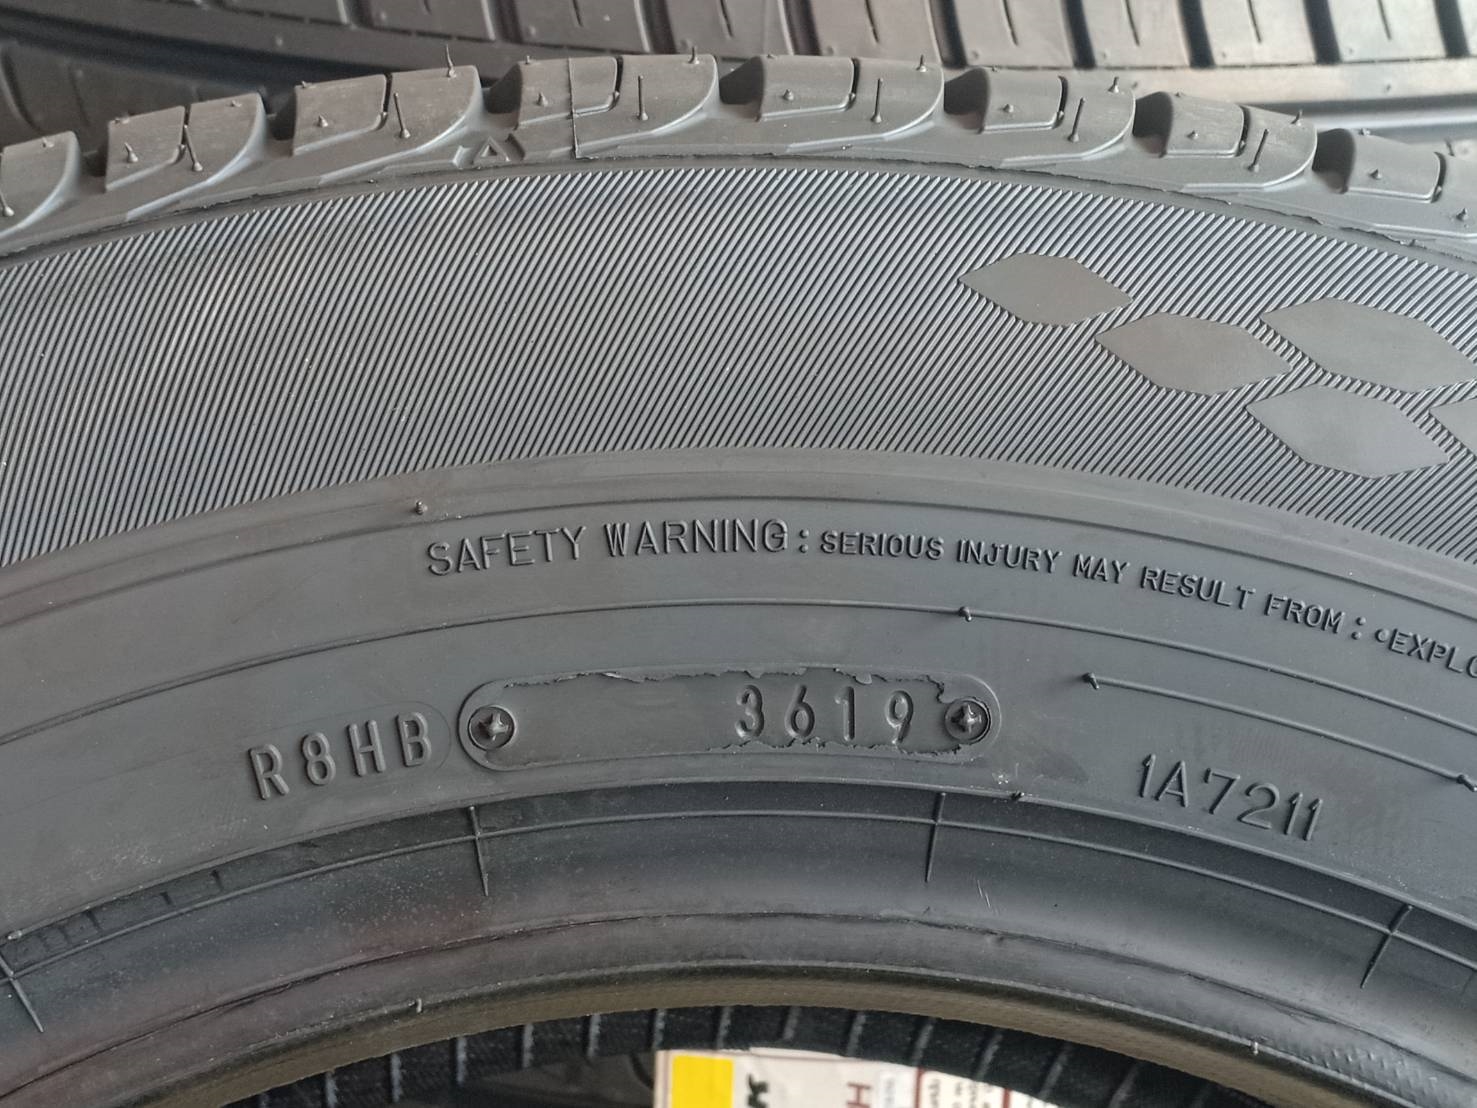 SAFETY WARNING: SERIOUS INJURY MAY RESULT FROM: •EXPLO
R8HB 3619
1A7211